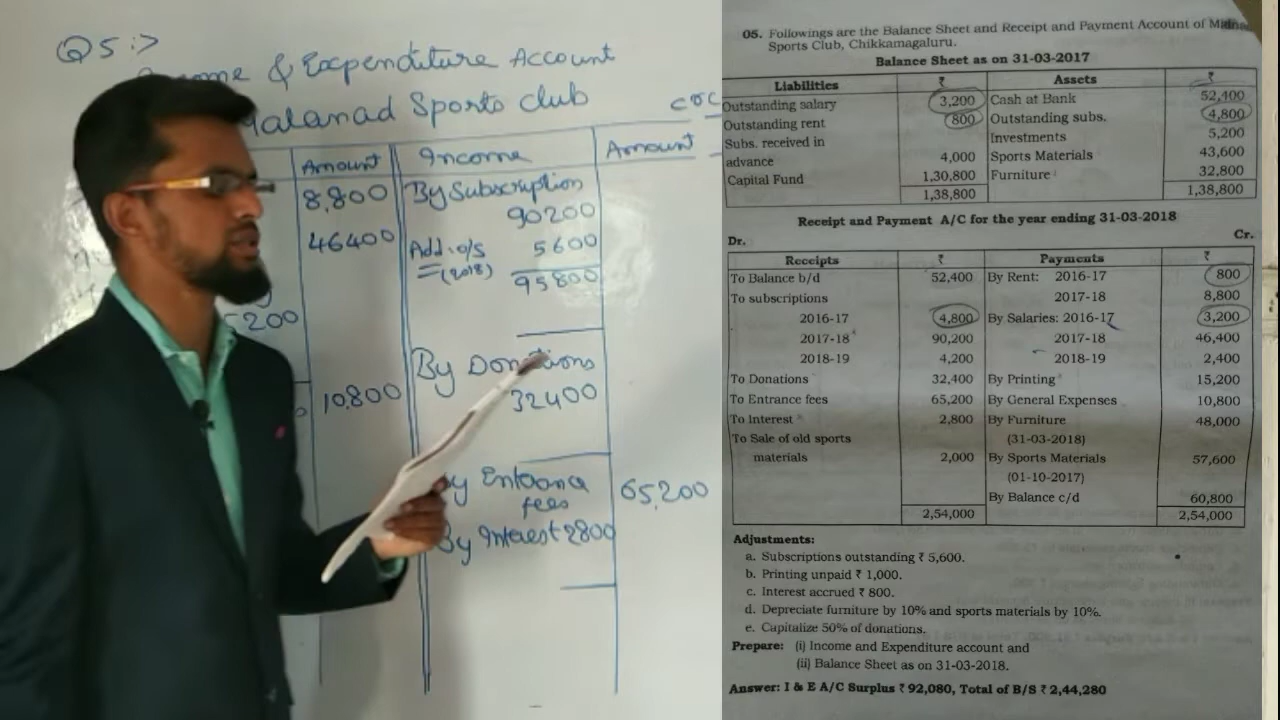 Q5:>
& Expenditure Account
Malanad Sports club
Amount Income Amount
8,800 By Subscription
90200
46400 Add:o/s 5600
(2018) 95800
5200
By Donations
10,800 32400
By Entrance 65,200
fees
By Interest 2800
05. Followings are the Balance Sheet and Receipt and Payment Account of
Sports Club, Chikkamagaluru.
Balance Sheet as on 31-03-2017
Liabilities ₹ Assets ₹
Outstanding salary 3,200 Cash at Bank 52,400
Outstanding rent 800 Outstanding subs. 4,800
Subs. received in Investments 5,200
advance 4,000 Sports Materials 43,600
Capital Fund 1,30,800 Furniture 32,800
1,38,800 1,38,800
Receipt and Payment A/C for the year ending 31-03-2018
Dr. Cr.
Receipts ₹ Payments ₹
To Balance b/d 52,400 By Rent: 2016-17 800
To subscriptions 2017-18 8,800
2016-17 4,800 By Salaries: 2016-17 3,200
2017-18 90,200 2017-18 46,400
2018-19 4,200 2018-19 2,400
To Donations 32,400 By Printing 15,200
To Entrance fees 65,200 By General Expenses 10,800
To Interest 2,800 By Furniture 48,000
To Sale of old sports (31-03-2018)
materials 2,000 By Sports Materials 57,600
(01-10-2017)
By Balance c/d 60,800
2,54,000 2,54,000
Adjustments:
a. Subscriptions outstanding ₹ 5,600.
b. Printing unpaid ₹ 1,000.
c. Interest accrued ₹ 800.
d. Depreciate furniture by 10% and sports materials by 10%.
e. Capitalize 50% of donations.
Prepare: (i) Income and Expenditure account and
(ii) Balance Sheet as on 31-03-2018.
Answer: I & E A/C Surplus ₹ 92,080, Total of B/S ₹ 2,44,280